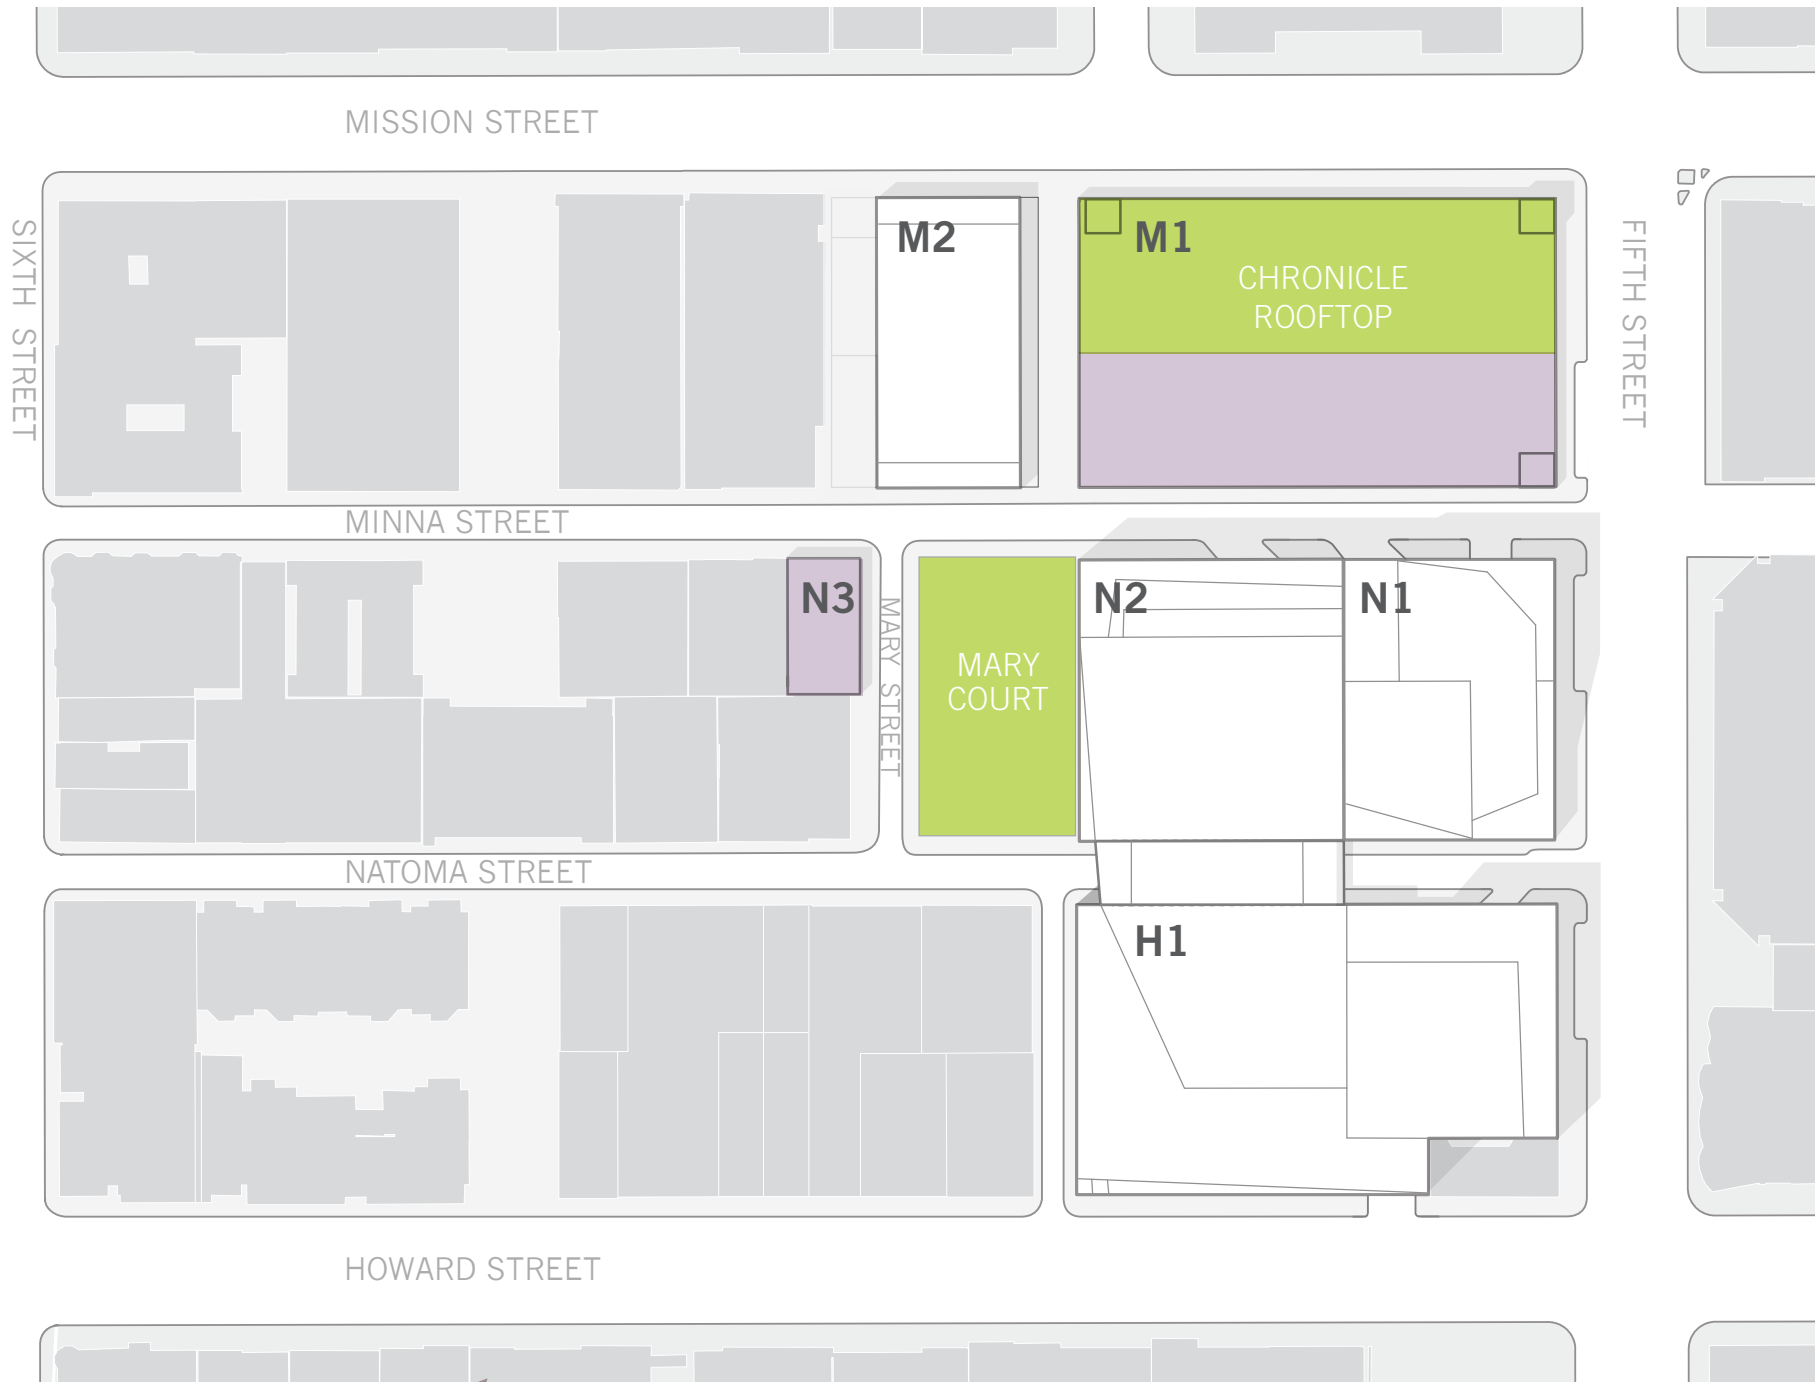 MISSION STREET
SIXTH STREET
M2
M1
CHRONICLE
ROOFTOP
FIFTH STREET
MINNA STREET
N3
MARY STREET
MARY
COURT
N2
N1
NATOMA STREET
H1
HOWARD STREET